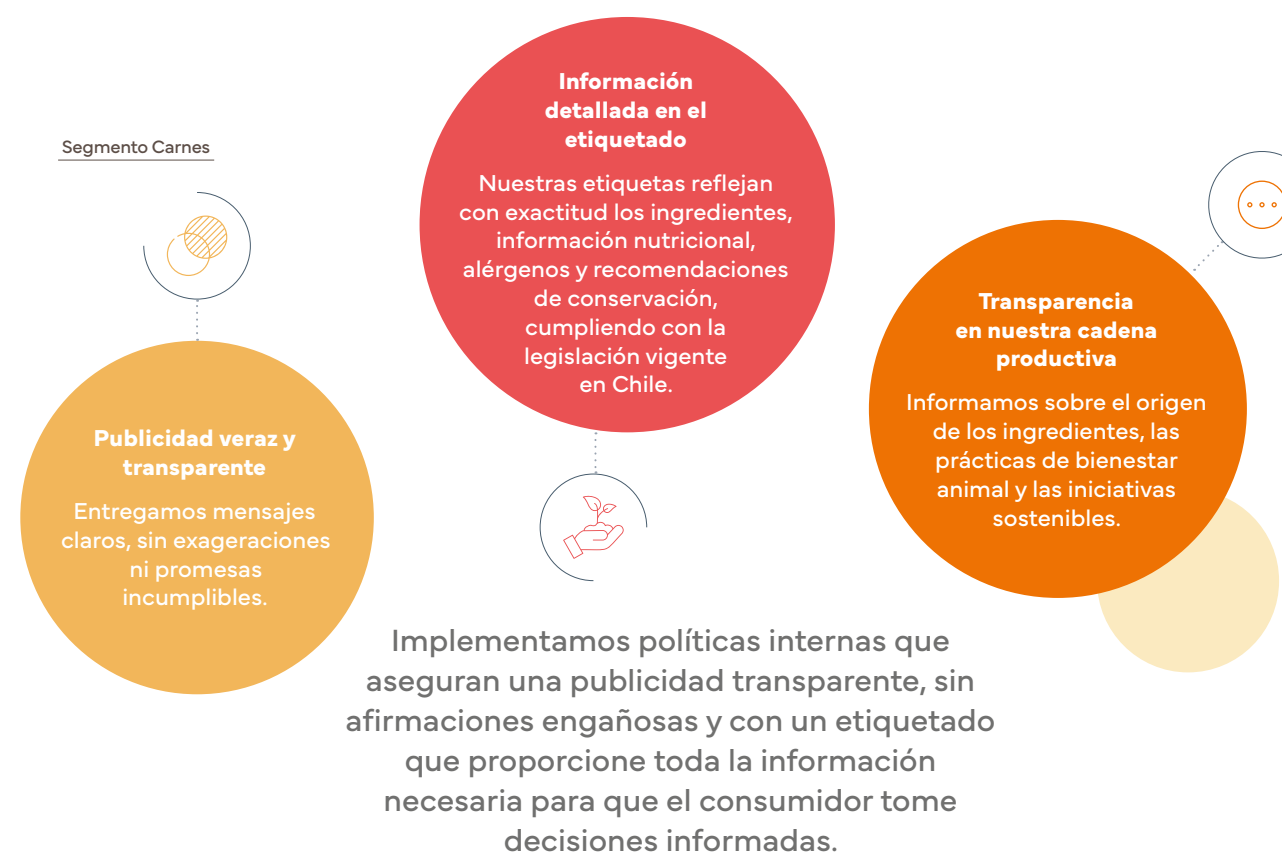 Segmento Carnes
Publicidad veraz y
transparente
Entregamos mensajes
claros, sin exageraciones
ni promesas
incumplibles.
Información
detallada en el
etiquetado
Nuestras etiquetas reflejan
con exactitud los ingredientes,
información nutricional,
alérgenos y recomendaciones
de conservación,
cumpliendo con la
legislación vigente
en Chile.
Transparencia
en nuestra cadena
productiva
Informamos sobre el origen
de los ingredientes, las
prácticas de bienestar
animal y las iniciativas
sostenibles.
Implementamos políticas internas que
aseguran una publicidad transparente, sin
afirmaciones engañosas y con un etiquetado
que proporcione toda la información
necesaria para que el consumidor tome
decisiones informadas.